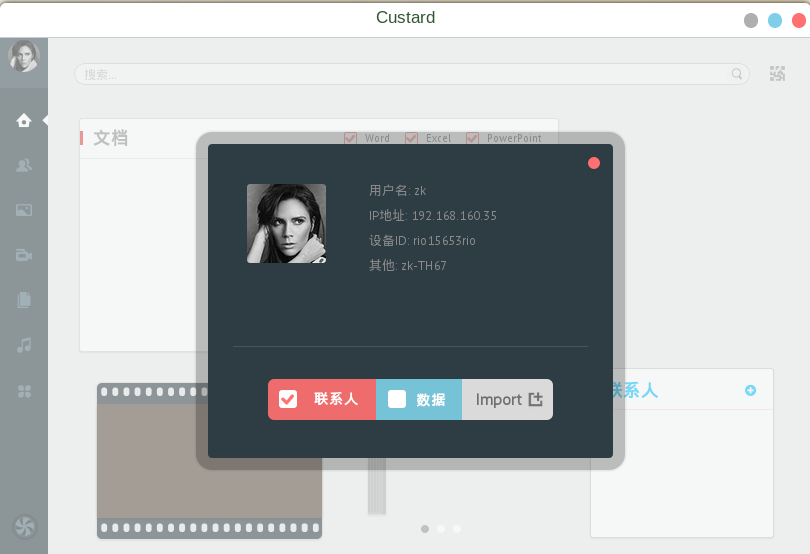 Custard
搜索...
文档
Word
Excel
PowerPoint
用户名: zk
IP地址: 192.168.160.35
设备ID: rio15653rio
其他: zk-TH67
联系人
数据
Import
联系人